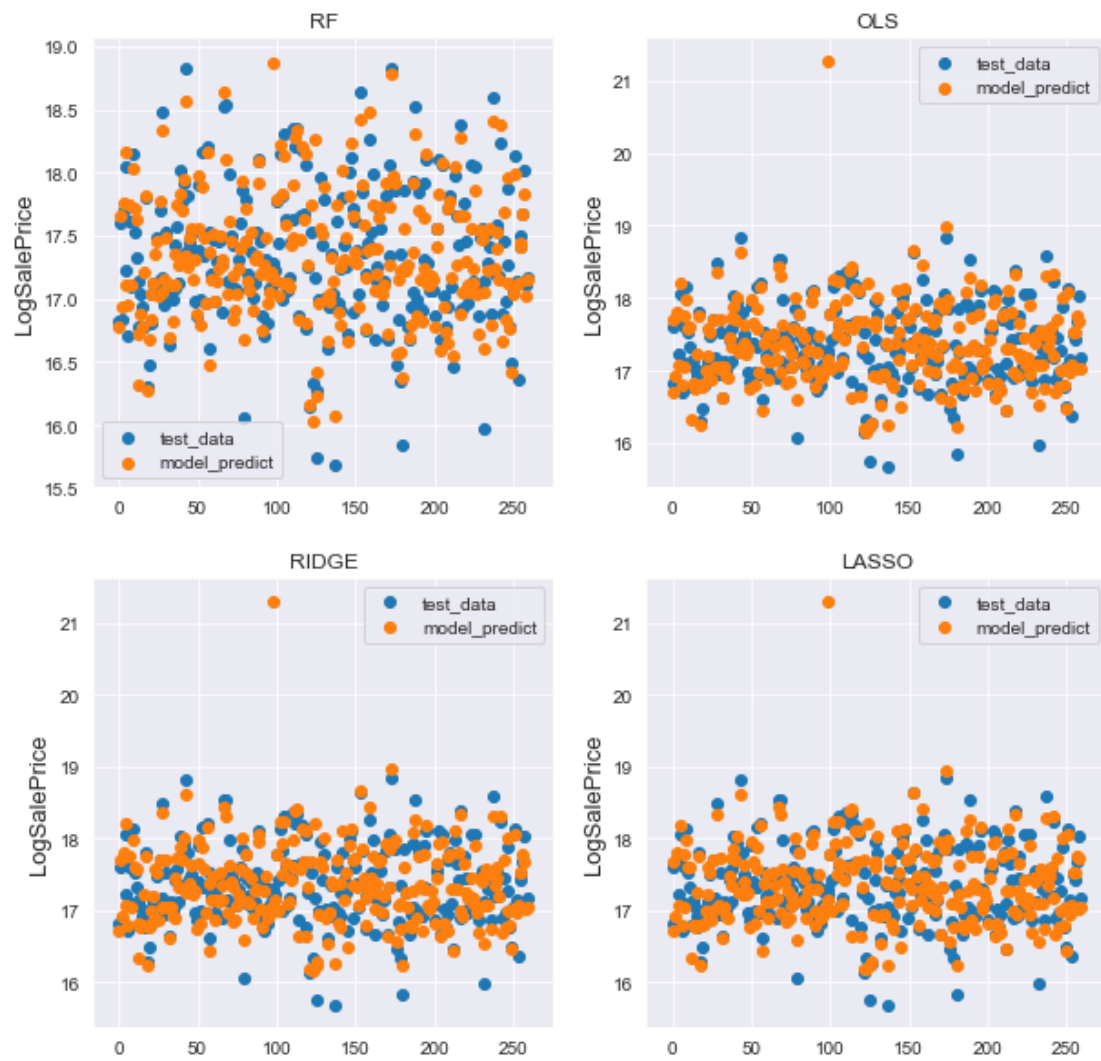 RF
LogSalePrice
19.0
18.5
18.0
17.5
17.0
16.5
16.0
15.5
test_data
model_predict
0 50 100 150 200 250
OLS
LogSalePrice
21
20
19
18
17
16
test_data
model_predict
0 50 100 150 200 250
RIDGE
LogSalePrice
21
20
19
18
17
16
test_data
model_predict
0 50 100 150 200 250
LASSO
LogSalePrice
21
20
19
18
17
16
test_data
model_predict
0 50 100 150 200 250